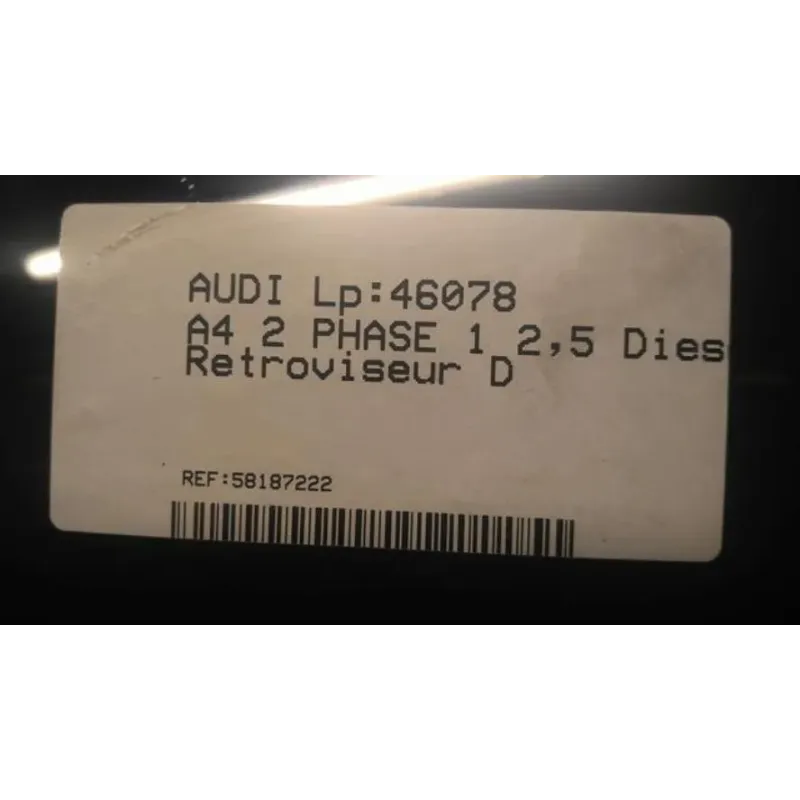 AUDI Lp:46078
A4 2 PHASE 1 2,5 Dies
Retroviseur D
REF:58187222